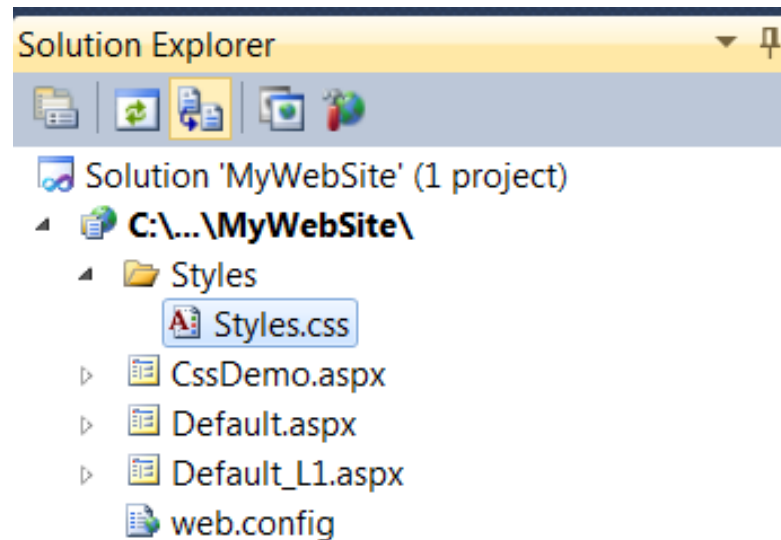 Solution Explorer
Solution 'MyWebSite' (1 project)
C:\...\MyWebSite\
Styles
Styles.css
CssDemo.aspx
Default.aspx
Default_L1.aspx
web.config